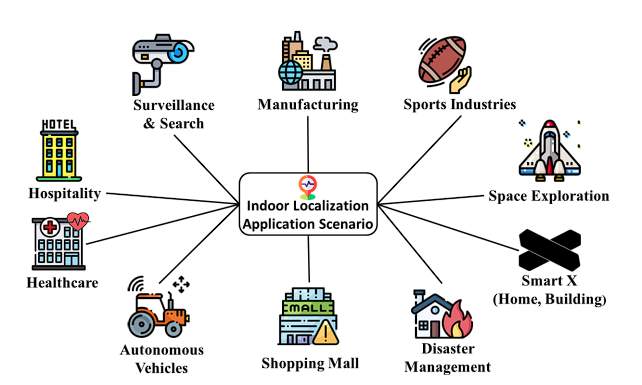 Surveillance
& Search
Manufacturing
Sports Industries
HOTEL
Hospitality
Space Exploration
Indoor Localization
Application Scenario
Healthcare
Smart X
(Home, Building)
MALL
Autonomous
Vehicles
Shopping Mall
Disaster
Management